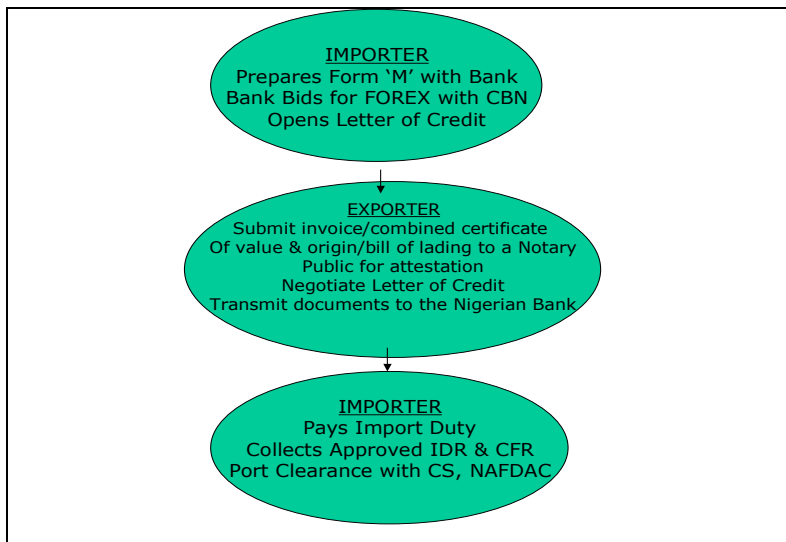 IMPORTER
Prepares Form ‘M’ with Bank
Bank Bids for FOREX with CBN
Opens Letter of Credit
EXPORTER
Submit invoice/combined certificate
Of value & origin/bill of lading to a Notary
Public for attestation
Negotiate Letter of Credit
Transmit documents to the Nigerian Bank
IMPORTER
Pays Import Duty
Collects Approved IDR & CFR
Port Clearance with CS, NAFDAC